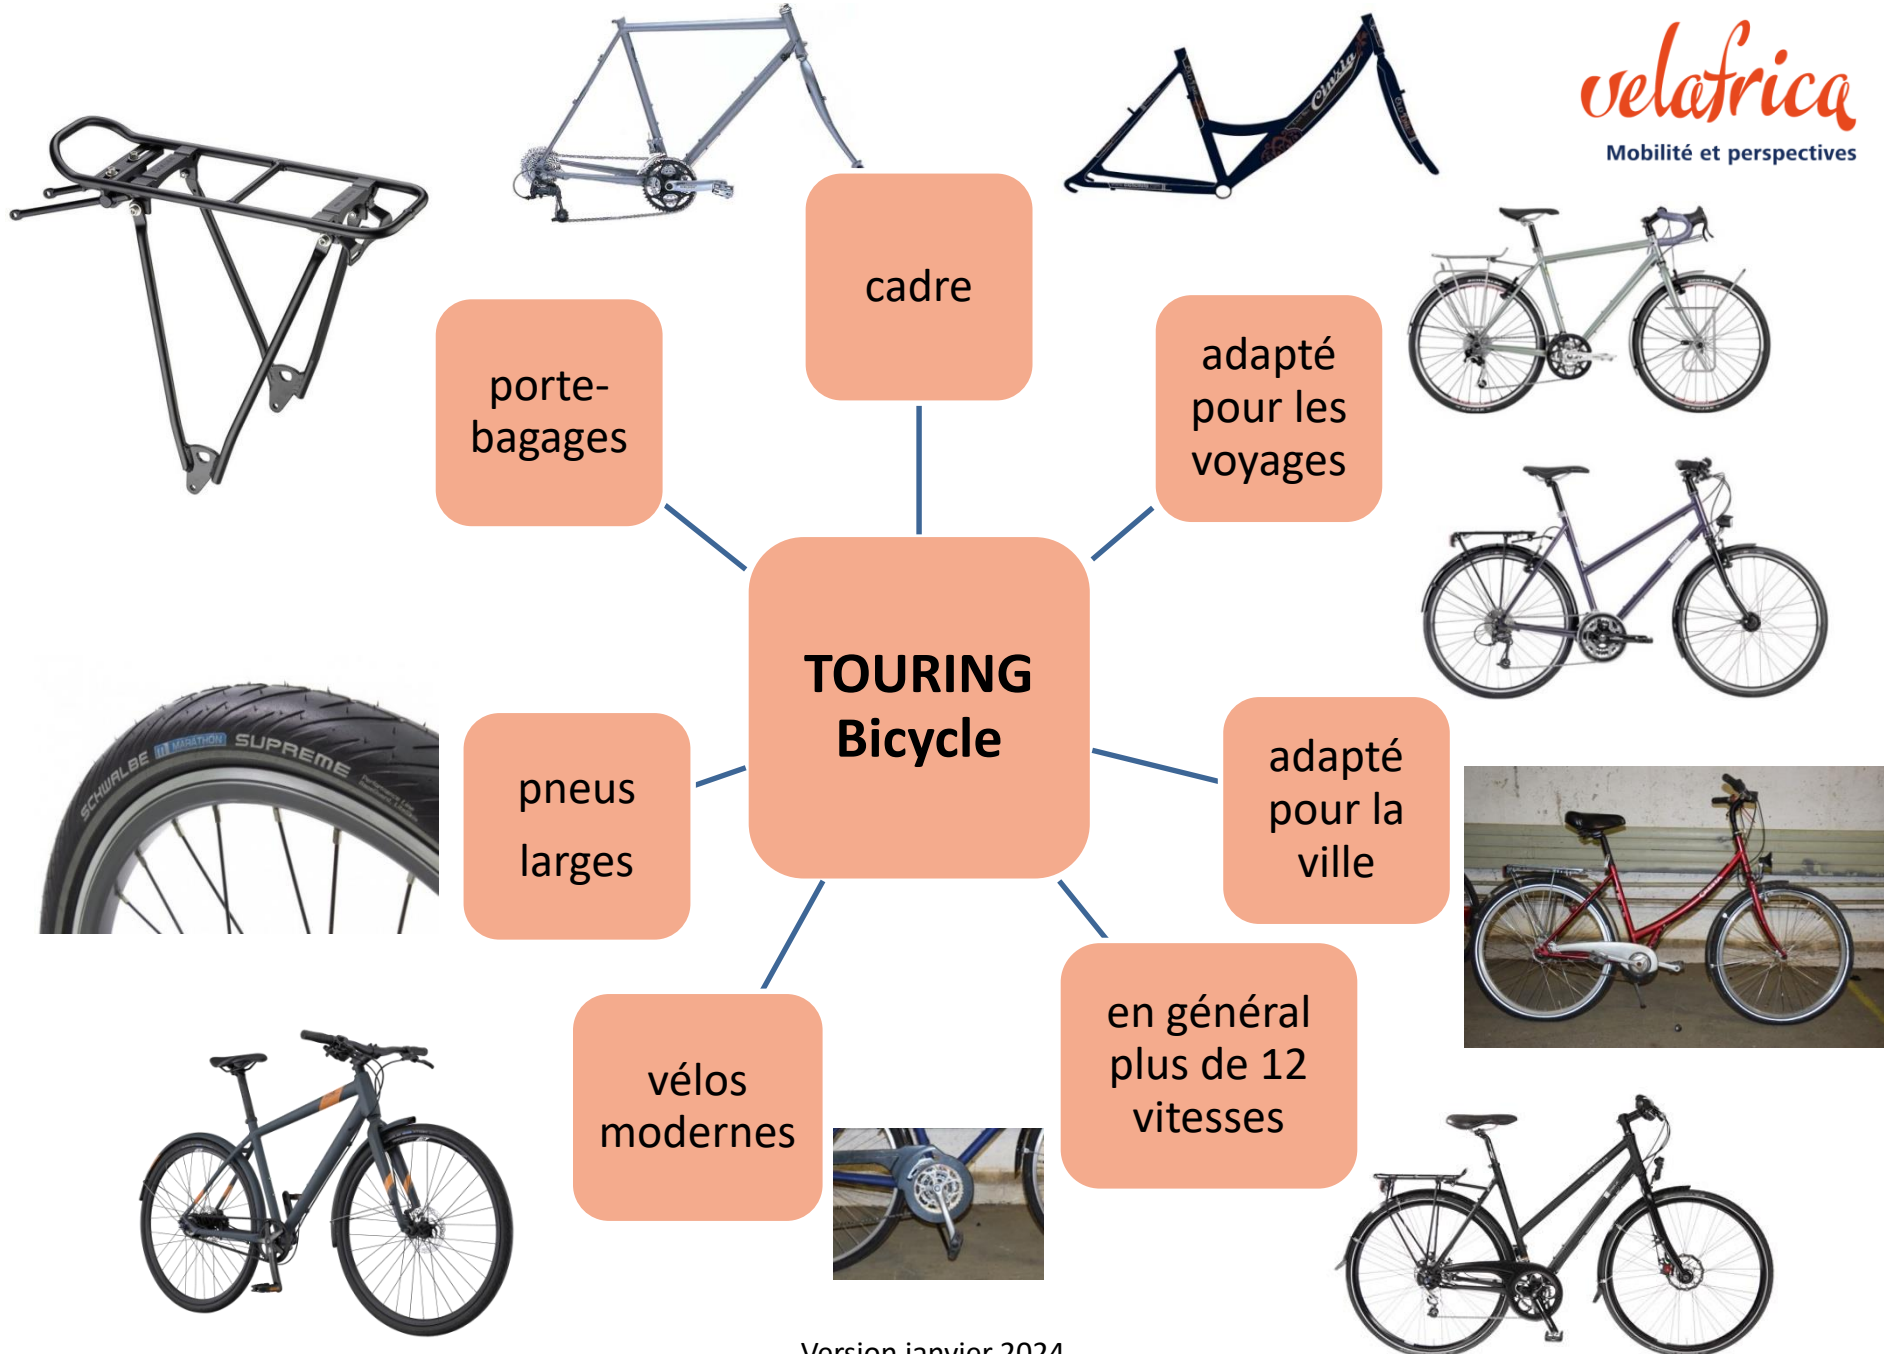 velafrica
Mobilité et perspectives
Cinzia
cadre
adapté
pour les
voyages
porte-
bagages
TOURING
Bicycle
SCHWALBE MARATHON SUPREME
pneus
larges
adapté
pour la
ville
en général
plus de 12
vitesses
vélos
modernes
Version janvier 2024